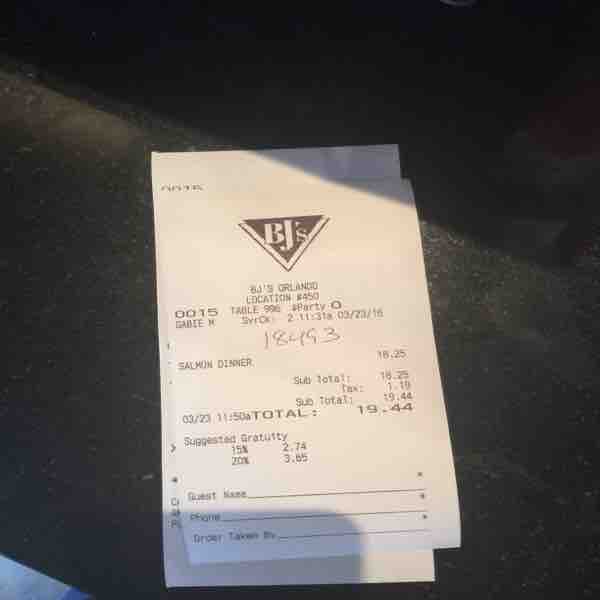 0015
BJ's
BJ'S ORLANDO
LOCATION #450
0015 TABLE 996 #Party 0
GABIE M SvrCk: 2 11:31a 03/23/16
18493
SALMON DINNER 18.25
Sub Total: 18.25
Tax: 1.19
Sub Total: 19.44
03/23 11:50a TOTAL: 19.44
Suggested Gratuity
15% 2.74
20% 3.65
Guest Name
Phone
Order Taken By